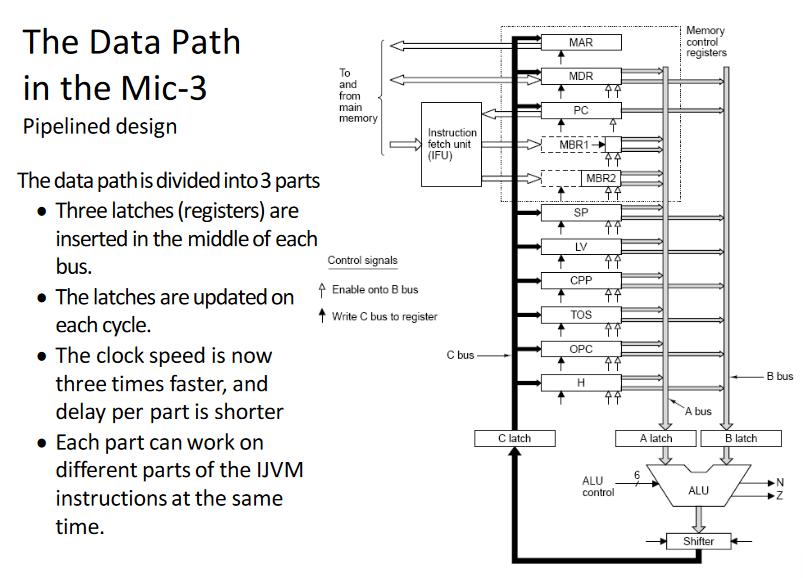 The Data Path
in the Mic-3
Pipelined design
The data path is divided into 3 parts
• Three latches (registers) are
inserted in the middle of each
bus.
• The latches are updated on
each cycle.
• The clock speed is now
three times faster, and
delay per part is shorter
• Each part can work on
different parts of the IJVM
instructions at the same
time.
To
and
from
main
memory
Instruction
fetch unit
(IFU)
MAR
MDR
PC
MBR1
MBR2
SP
LV
CPP
TOS
OPC
H
Memory
control
registers
Control signals
Enable onto B bus
Write C bus to register
C bus
B bus
A bus
C latch
A latch
B latch
ALU
control
6
ALU
N
Z
Shifter